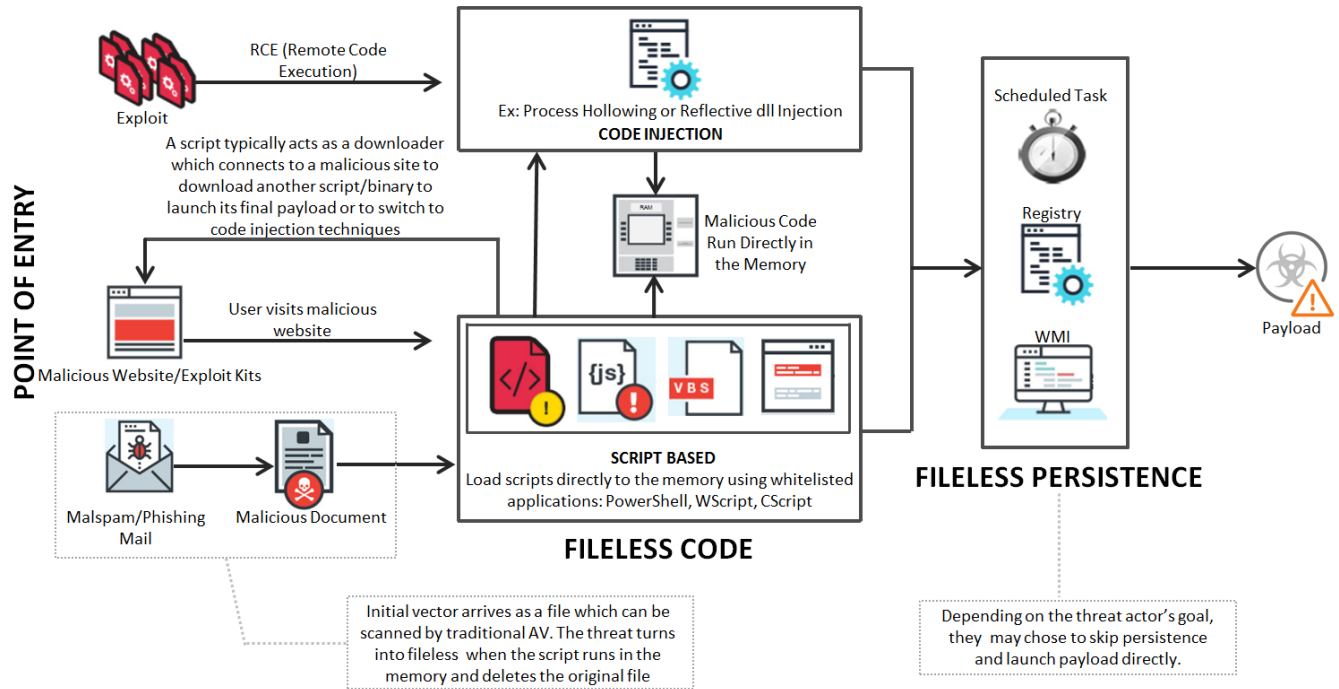 RCE (Remote Code
Execution)
Exploit
A script typically acts as a downloader
which connects to a malicious site to
download another script/binary to
launch its final payload or to switch to
code injection techniques
POINT OF ENTRY
User visits malicious
website
Malicious Website/Exploit Kits
Malspam/Phishing
Mail
Malicious Document
Initial vector arrives as a file which can be
scanned by traditional AV. The threat turns
into fileless when the script runs in the
memory and deletes the original file
Ex: Process Hollowing or Reflective dll Injection
CODE INJECTION
RAM
Malicious Code
Run Directly in
the Memory
</>
!
{js}
!
VBS
SCRIPT BASED
Load scripts directly to the memory using whitelisted
applications: PowerShell, WScript, CScript
FILELESS CODE
Scheduled Task
Registry
WMI
FILELESS PERSISTENCE
Depending on the threat actor’s goal,
they may chose to skip persistence
and launch payload directly.
!
Payload